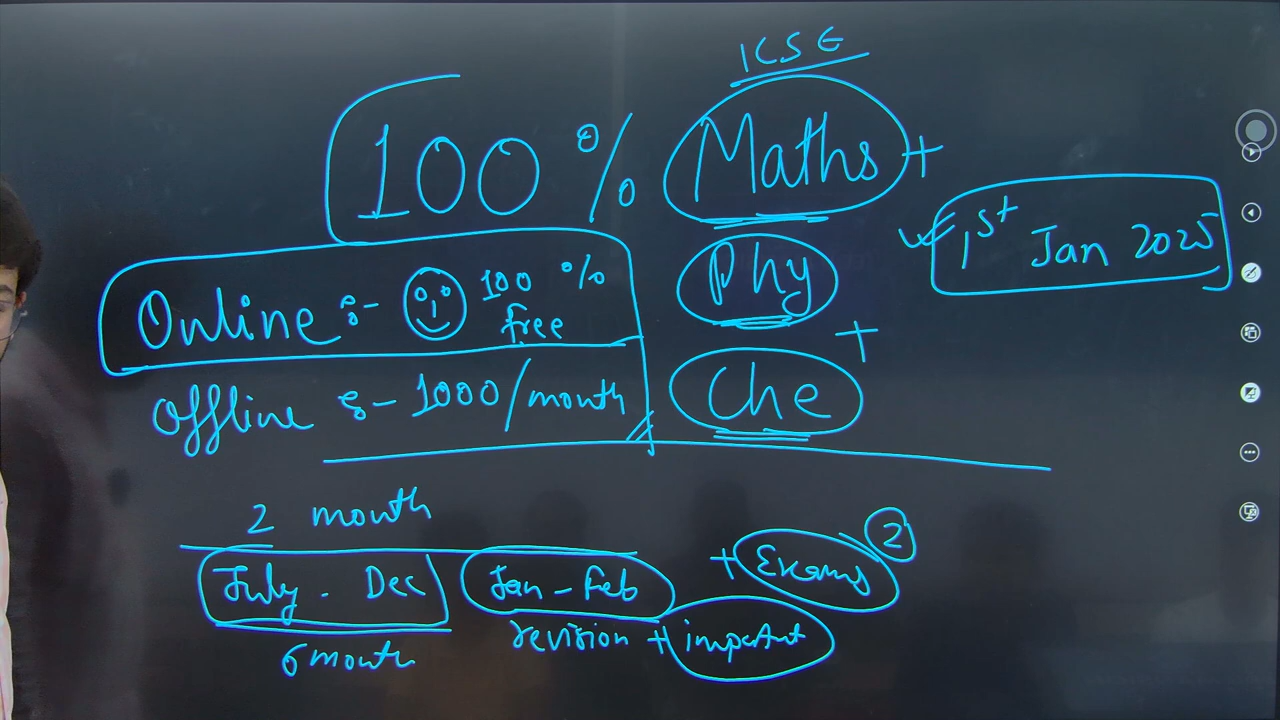 ICSE
100 % Maths +
1st Jan 2025
Online :- 100 % free
Phy +
Offline :- 1000/month
Che
2 month
July - Dec Jan - Feb + Exams 2
6 month revision + important